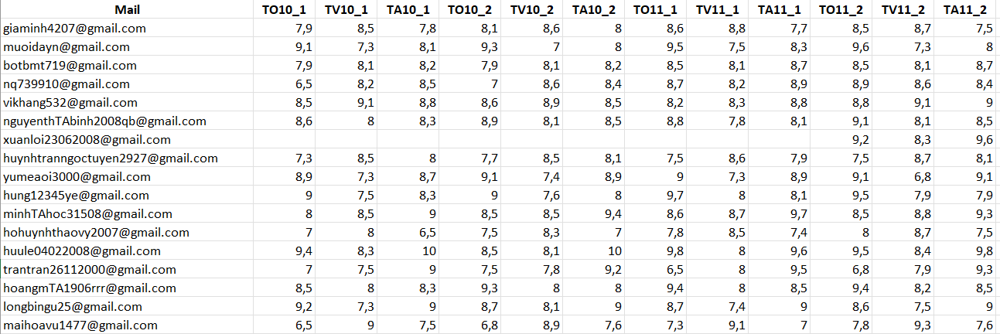 Mail TO10_1 TV10_1 TA10_1 TO10_2 TV10_2 TA10_2 TO11_1 TV11_1 TA11_1 TO11_2 TV11_2 TA11_2
giaminh4207@gmail.com 7,9 8,5 7,8 8,1 8,6 8 8,6 8,8 7,7 8,5 8,7 7,5
muoidayn@gmail.com 9,1 7,3 8,1 9,3 7 8 9,5 7,5 8,3 9,6 7,3 8
botbmt719@gmail.com 7,9 8,1 8,2 7,9 8,1 8,2 8,5 8,1 8,7 8,5 8,1 8,7
nq739910@gmail.com 6,5 8,2 8,5 7 8,6 8,4 8,7 8,2 8,9 8,9 8,6 8,4
vikhang532@gmail.com 8,5 9,1 8,8 8,6 8,9 8,5 8,2 8,3 8,8 8,8 9,1 9
nguyenthTAbinh2008qb@gmail.com 8,6 8 8,3 8,9 8,1 8,5 8,8 7,8 8,1 9,1 8,1 8,5
xuanloi23062008@gmail.com 9,2 8,3 9,6
huynhtranngoctuyen2927@gmail.com 7,3 8,5 8 7,7 8,5 8,1 7,5 8,6 7,9 7,5 8,7 8,1
yumeaoi3000@gmail.com 8,9 7,3 8,7 9,1 7,4 8,9 9 7,3 8,9 9,1 6,8 9,1
hung12345ye@gmail.com 9 7,5 8,3 9 7,6 8 9,7 8 8,1 9,5 7,9 7,9
minhTAhoc31508@gmail.com 8 8,5 9 8,5 8,5 9,4 8,6 8,7 9,7 8,5 8,8 9,3
hohuynhthaovy2007@gmail.com 7 8 6,5 7,5 8,3 7 7,8 8,5 7,4 8 8,7 7,5
huule04022008@gmail.com 9,4 8,3 10 8,5 8,1 10 9,8 8 9,6 9,5 8,4 9,8
trantran26112000@gmail.com 7 7,5 9 7,5 7,8 9,2 6,5 8 9,5 6,8 7,9 9,3
hoangmTA1906rrr@gmail.com 8,5 8 8,3 9,3 8 8 9,4 8 8,5 9,4 8,2 8,5
longbingu25@gmail.com 9,2 7,3 9 8,7 8,1 9 8,7 7,4 9 8,6 7,5 9
maihoavu1477@gmail.com 6,5 9 7,5 6,8 8,9 7,6 7,3 9,1 7 7,8 9,3 7,6